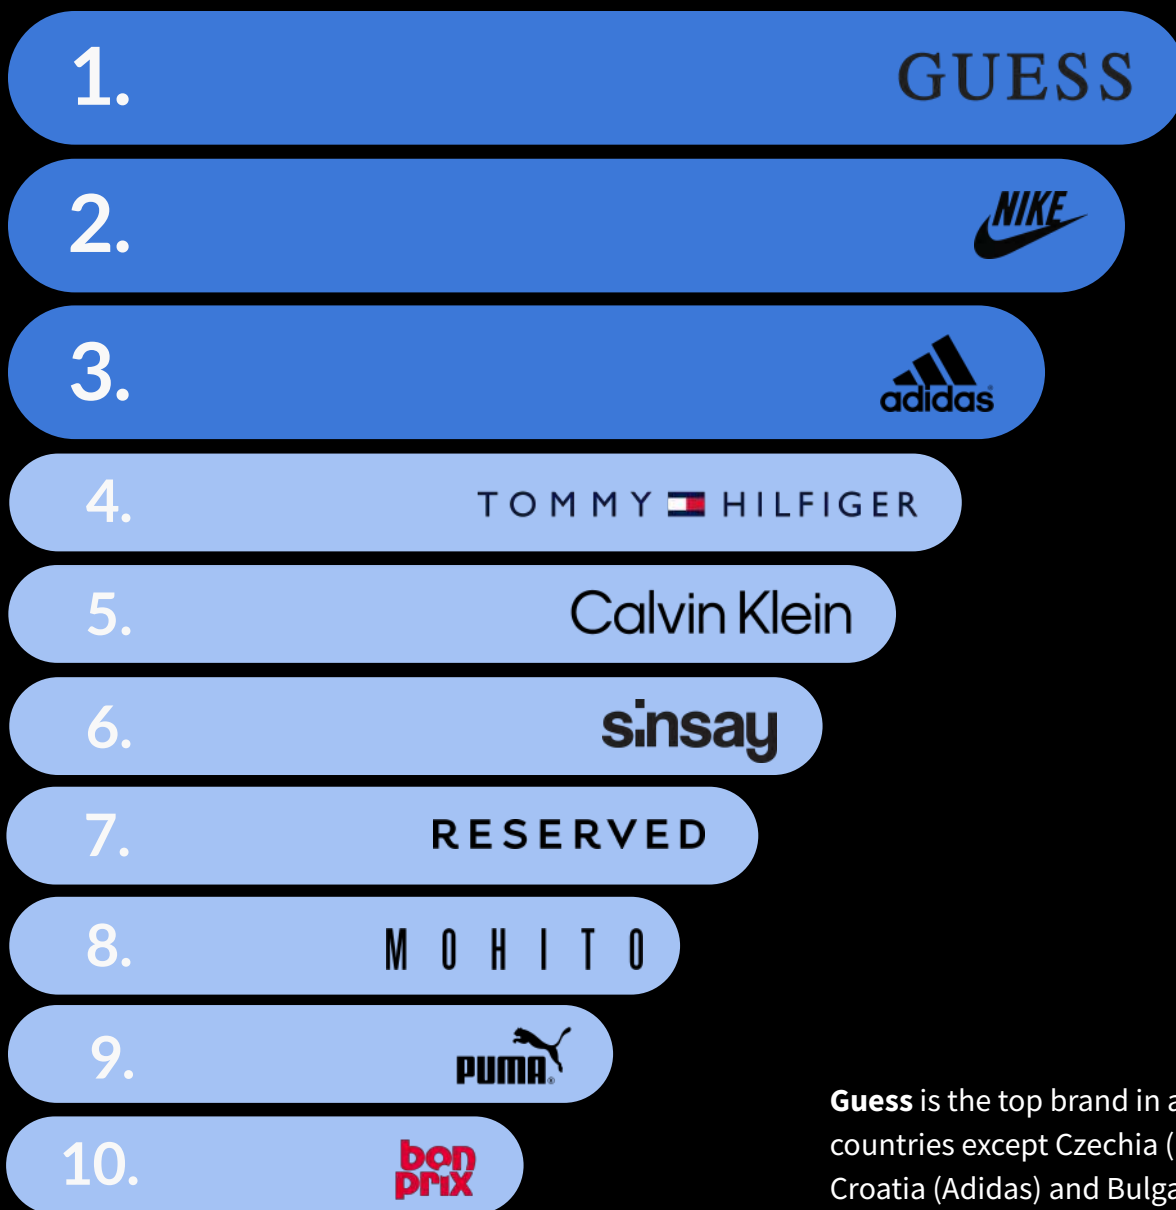 1. GUESS
2. NIKE
3. adidas
4. TOMMY HILFIGER
5. Calvin Klein
6. sinsay
7. RESERVED
8. MOHITO
9. PUMA
10. bon
prix
Guess is the top brand in
countries except Czechia (
Croatia (Adidas) and